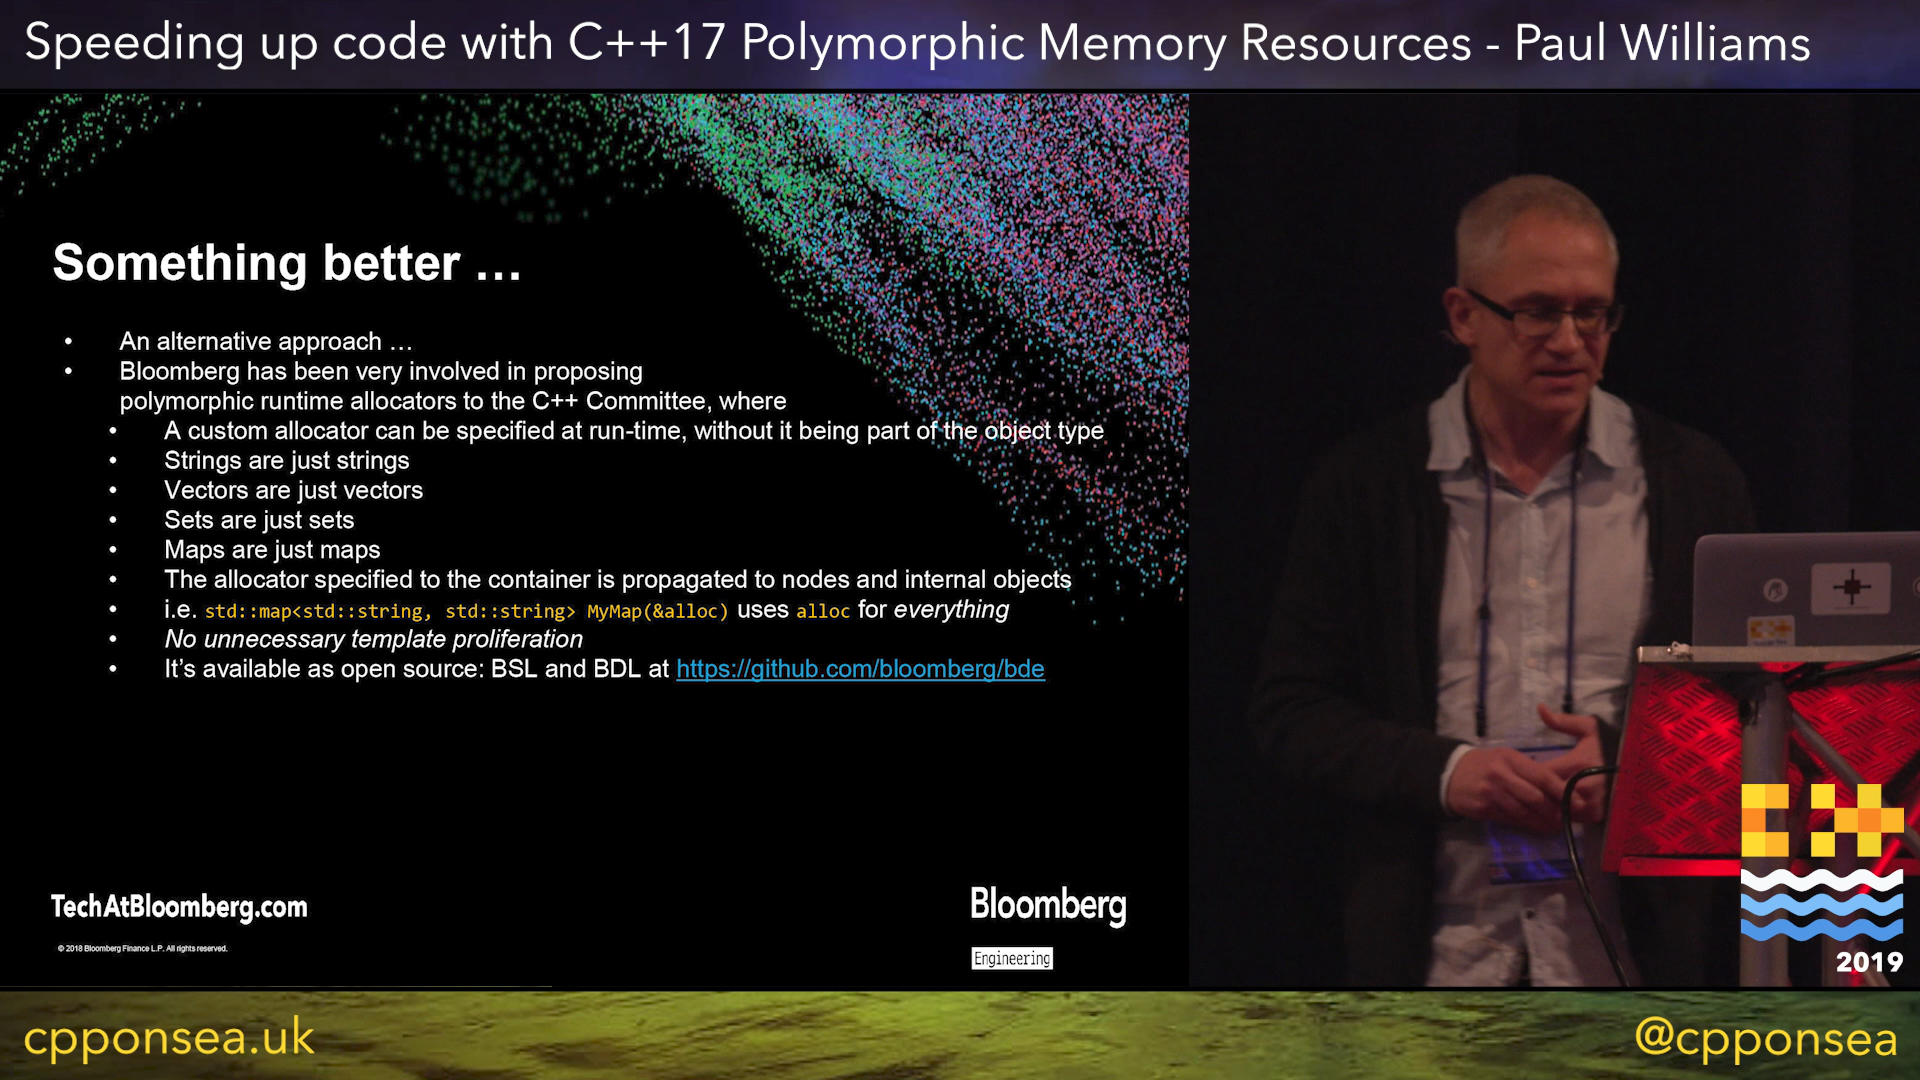 Speeding up code with C++17 Polymorphic Memory Resources - Paul Williams
Something better …
• An alternative approach …
• Bloomberg has been very involved in proposing
polymorphic runtime allocators to the C++ Committee, where
• A custom allocator can be specified at run-time, without it being part of the object type
• Strings are just strings
• Vectors are just vectors
• Sets are just sets
• Maps are just maps
• The allocator specified to the container is propagated to nodes and internal objects
• i.e. std::map<std::string, std::string> MyMap(&alloc) uses alloc for everything
• No unnecessary template proliferation
• It’s available as open source: BSL and BDL at https://github.com/bloomberg/bde
TechAtBloomberg.com
© 2018 Bloomberg Finance L.P. All rights reserved.
Bloomberg
Engineering
C++
2019
cpponsea.uk
@cpponsea